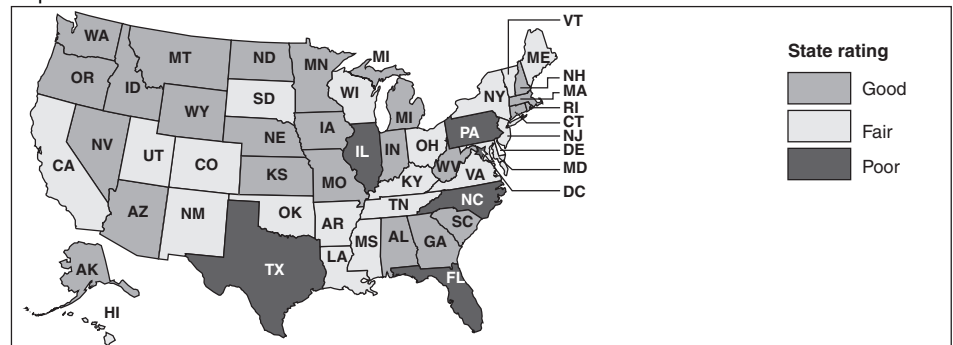 VT
WA
MT
ND
MN
MI
ME
OR
ID
SD
WI
NY
NH
MA
RI
CT
NJ
DE
MD
DC
WY
MI
IA
PA
NV
NE
IL
IN
OH
UT
CO
WV
VA
CA
KS
MO
KY
NC
TN
AZ
NM
OK
AR
SC
MS
AL
GA
LA
TX
FL
AK
HI
State rating
Good
Fair
Poor